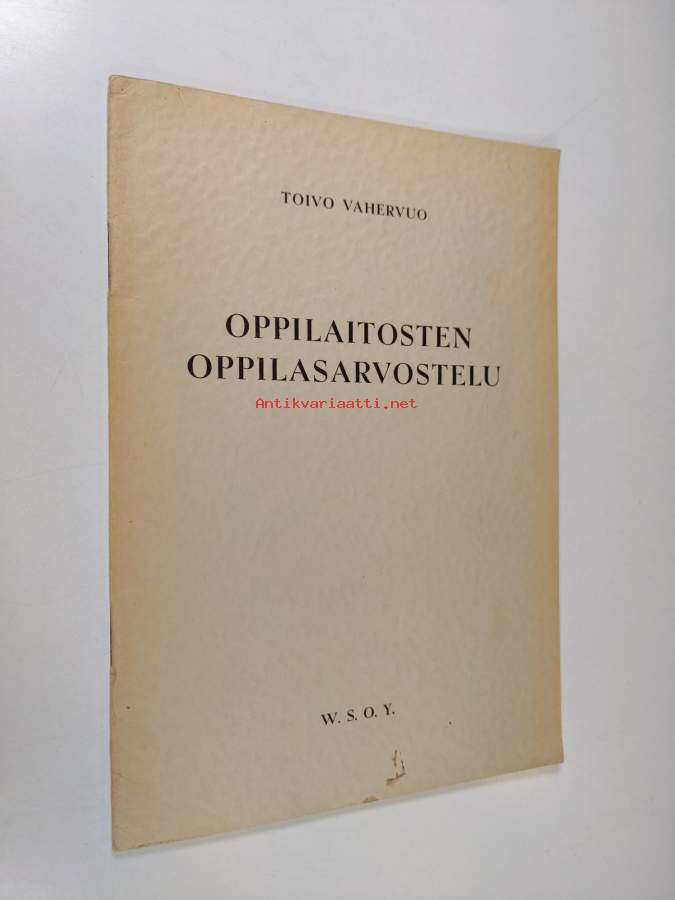 TOIVO VAHERVUO
OPPILAITOSTEN
OPPILASARVOSTELU
Antikvariaatti.net
W. S. O. Y.